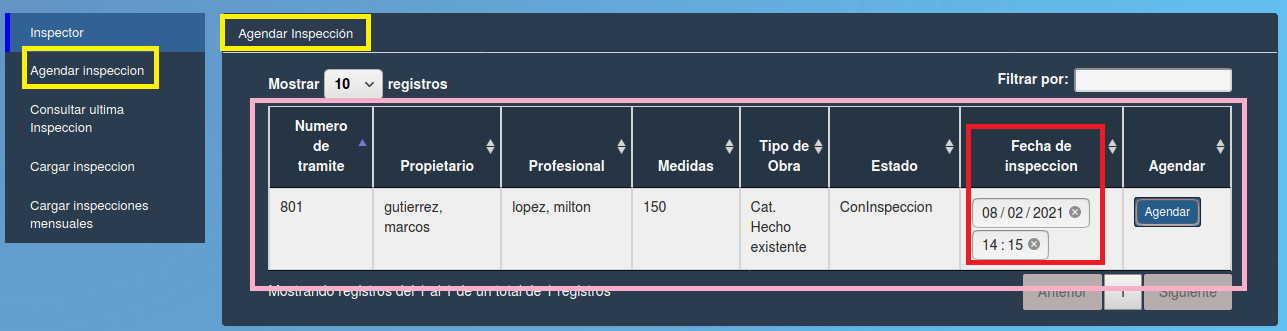 Inspector
Agendar inspeccion
Consultar ultima
Inspeccion
Cargar inspeccion
Cargar inspecciones
mensuales
Agendar Inspección
Mostrar 10 registros
Filtrar por:
Numero
de
tramite
Propietario
Profesional
Medidas
Tipo de
Obra
Estado
Fecha de
inspeccion
Agendar
801
gutierrez,
marcos
lopez, milton
150
Cat.
Hecho
existente
ConInspeccion
08 / 02 / 2021
14 : 15
Agendar
Mostrando registros del 1 al 1 de un total de 1 registros
Anterior 1 Siguiente